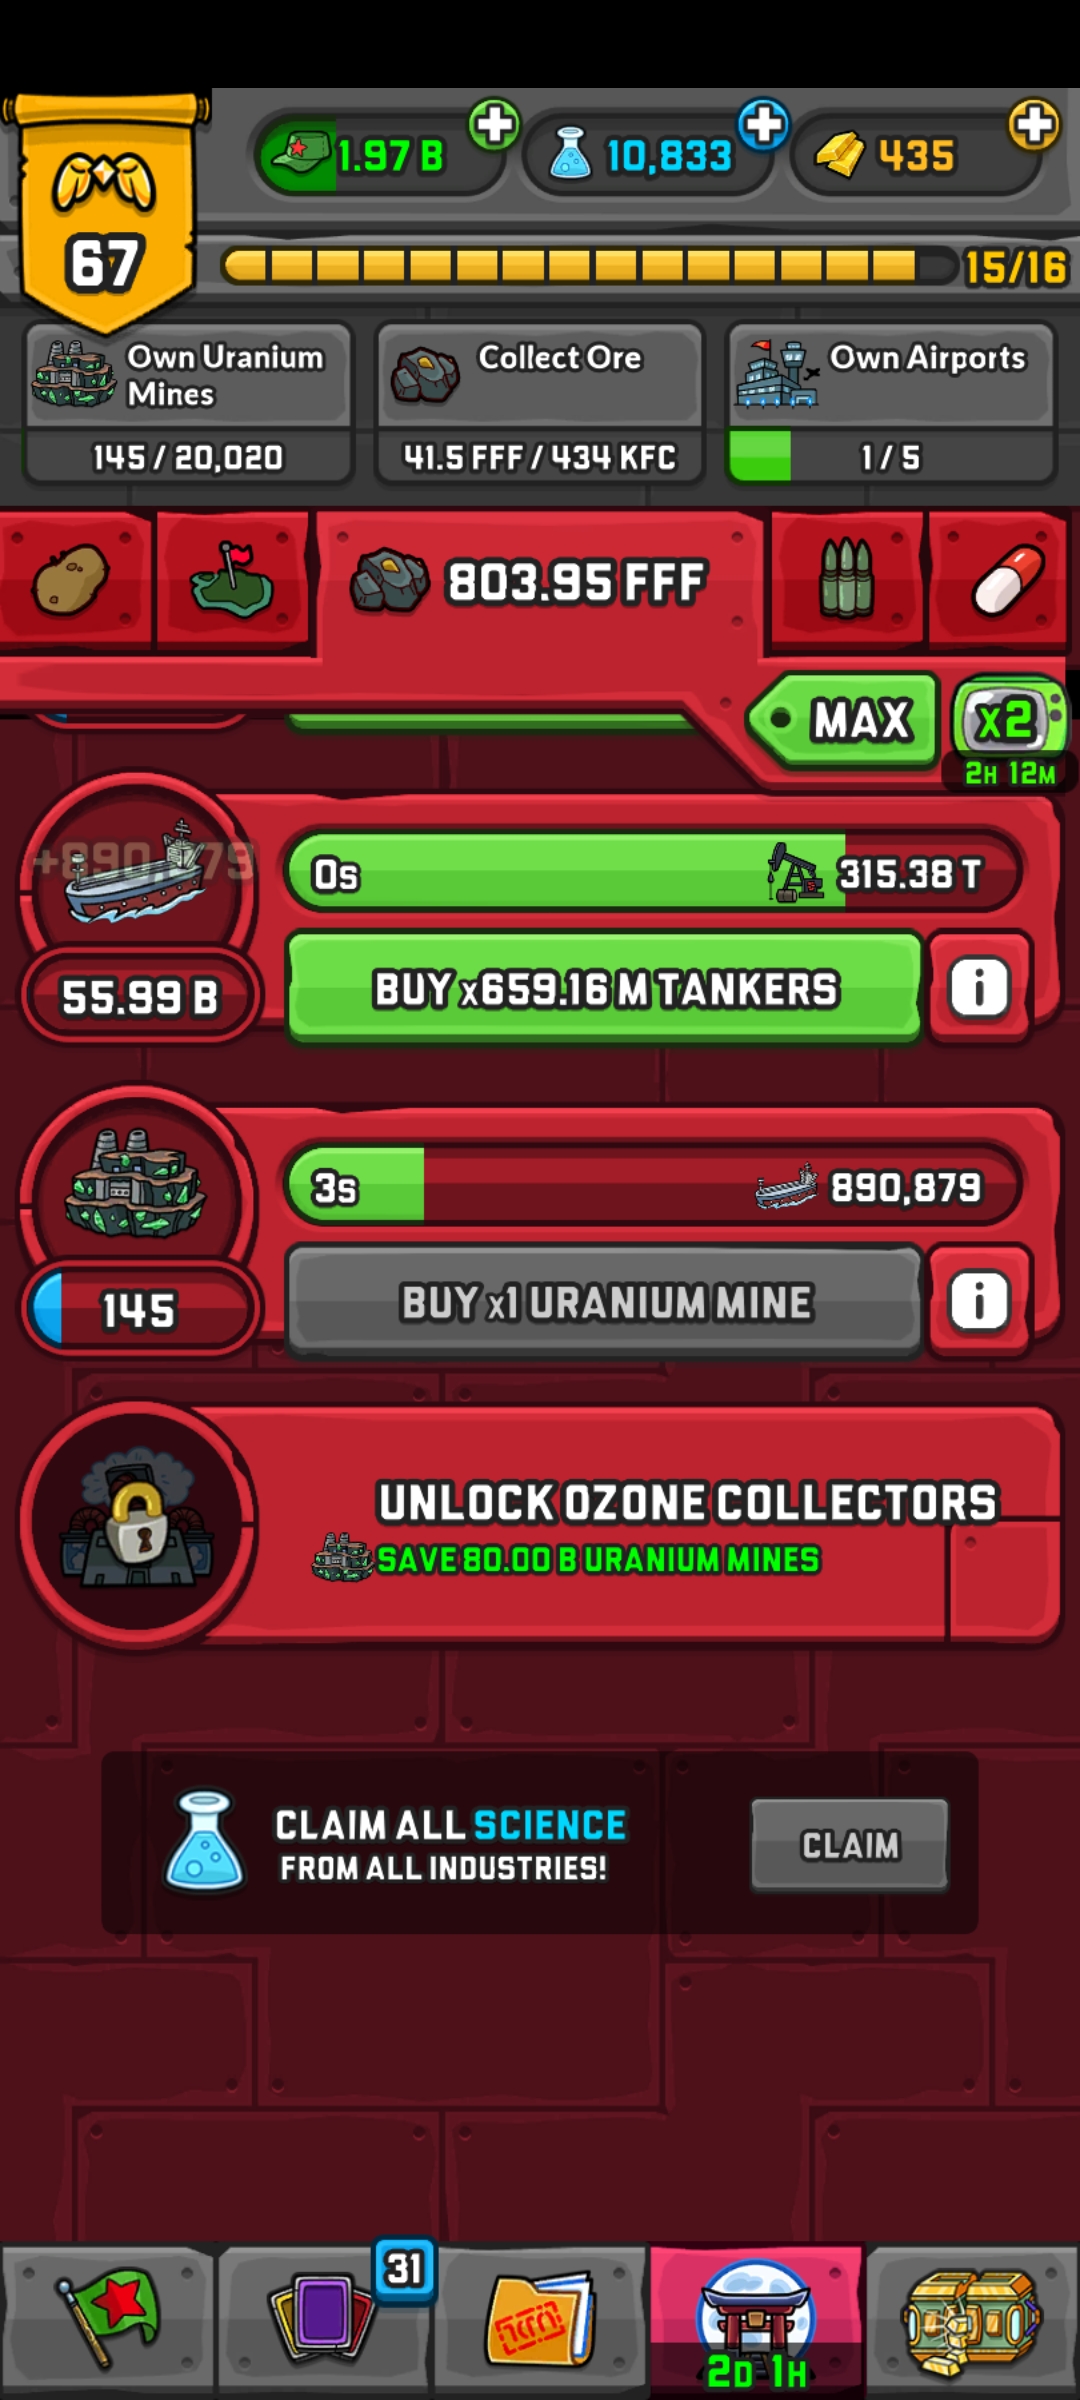 1.97 B
10,833
435
67
15/16
Own Uranium
Mines
145 / 20,020
Collect Ore
41.5 FFF / 434 KFC
Own Airports
1 / 5
803.95 FFF
MAX
x2
2H 12M
+890,879
0s
315.38 T
55.99 B
BUY x659.16 M TANKERS
i
3s
890,879
145
BUY x1 URANIUM MINE
i
UNLOCK OZONE COLLECTORS
SAVE 80.00 B URANIUM MINES
CLAIM ALL SCIENCE
FROM ALL INDUSTRIES!
CLAIM
31
2D 1H